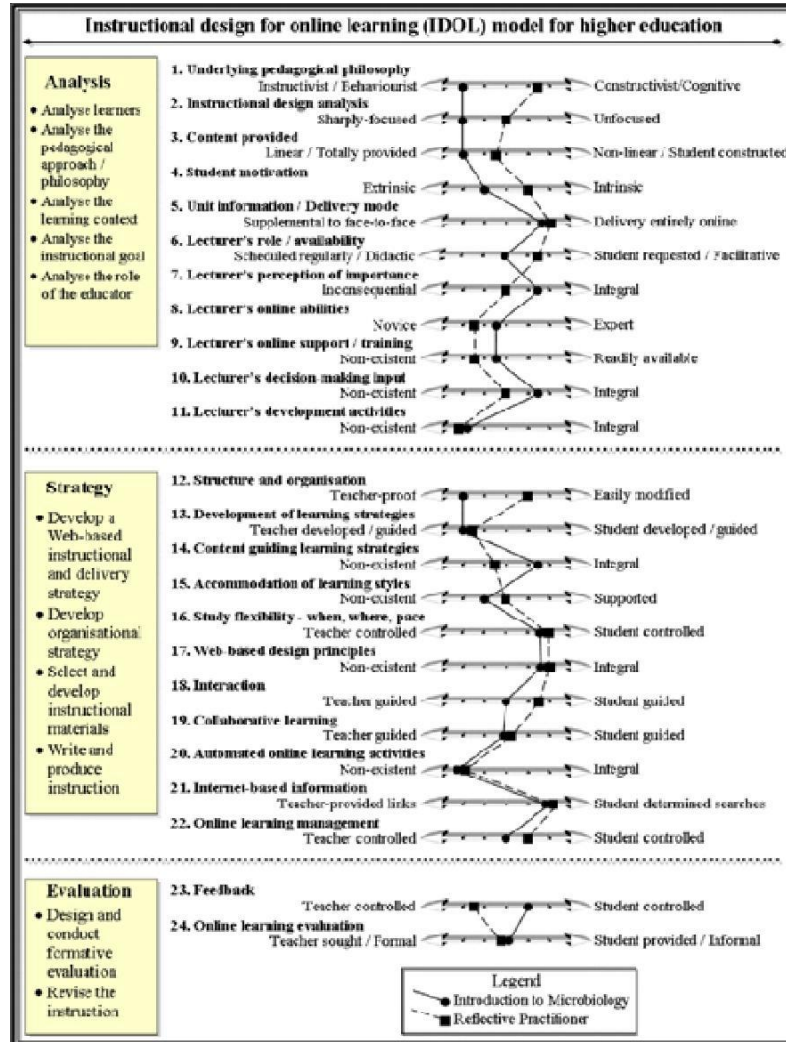 Instructional design for online learning (IDOL) model for higher education
Analysis
• Analyse learners
• Analyse the
pedagogical
approach /
philosophy
• Analyse the
learning context
• Analyse the
instructional goal
• Analyse the role
of the educator
1. Underlying pedagogical philosophy
Instructivist / Behaviourist Constructivist/Cognitive
2. Instructional design analysis
Sharply-focused Unfocused
3. Content provided
Linear / Totally provided Non-linear / Student constructed
4. Student motivation
Extrinsic Intrinsic
5. Unit information / Delivery mode
Supplemental to face-to-face Delivery entirely online
6. Lecturer's role / availability
Scheduled regularly / Didactic Student requested / Facilitative
7. Lecturer's perception of importance
Inconsequential Integral
8. Lecturer's online abilities
Novice Expert
9. Lecturer's online support / training
Non-existent Readily available
10. Lecturer's decision-making input
Non-existent Integral
11. Lecturer's development activities
Non-existent Integral
Strategy
• Develop a
Web-based
instructional
and delivery
strategy
• Develop
organisational
strategy
• Select and
develop
instructional
materials
• Write and
produce
instruction
12. Structure and organisation
Teacher-proof Easily modified
13. Development of learning strategies
Teacher developed / guided Student developed / guided
14. Content guiding learning strategies
Non-existent Integral
15. Accommodation of learning styles
Non-existent Supported
16. Study flexibility - when, where, pace
Teacher controlled Student controlled
17. Web-based design principles
Non-existent Integral
18. Interaction
Teacher guided Student guided
19. Collaborative learning
Teacher guided Student guided
20. Automated online learning activities
Non-existent Integral
21. Internet-based information
Teacher-provided links Student determined searches
22. Online learning management
Teacher controlled Student controlled
Evaluation
• Design and
conduct
formative
evaluation
• Revise the
instruction
23. Feedback
Teacher controlled Student controlled
24. Online learning evaluation
Teacher sought / Formal Student provided / Informal
Legend
Introduction to Microbiology
Reflective Practitioner